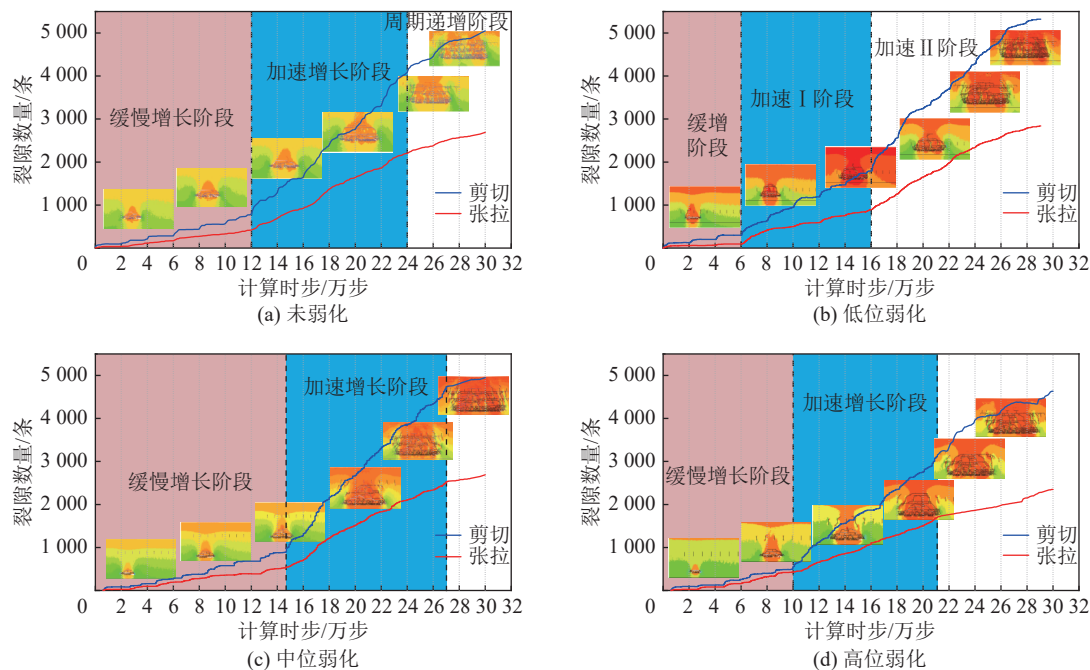 周期递增阶段
5 000
4 000
3 000
2 000
1 000
0
裂隙数量/条
缓慢增长阶段
加速增长阶段
剪切
张拉
2 4 6 8 10 12 14 16 18 20 22 24 26 28 30 32
计算时步/万步
(a) 未弱化
5 000
4 000
3 000
2 000
1 000
0
裂隙数量/条
缓增
阶段
加速Ⅰ阶段
加速Ⅱ阶段
剪切
张拉
2 4 6 8 10 12 14 16 18 20 22 24 26 28 30 32
计算时步/万步
(b) 低位弱化
5 000
4 000
3 000
2 000
1 000
0
裂隙数量/条
缓慢增长阶段
加速增长阶段
剪切
张拉
2 4 6 8 10 12 14 16 18 20 22 24 26 28 30 32
计算时步/万步
(c) 中位弱化
5 000
4 000
3 000
2 000
1 000
0
裂隙数量/条
缓慢增长阶段
加速增长阶段
剪切
张拉
2 4 6 8 10 12 14 16 18 20 22 24 26 28 30 32
计算时步/万步
(d) 高位弱化